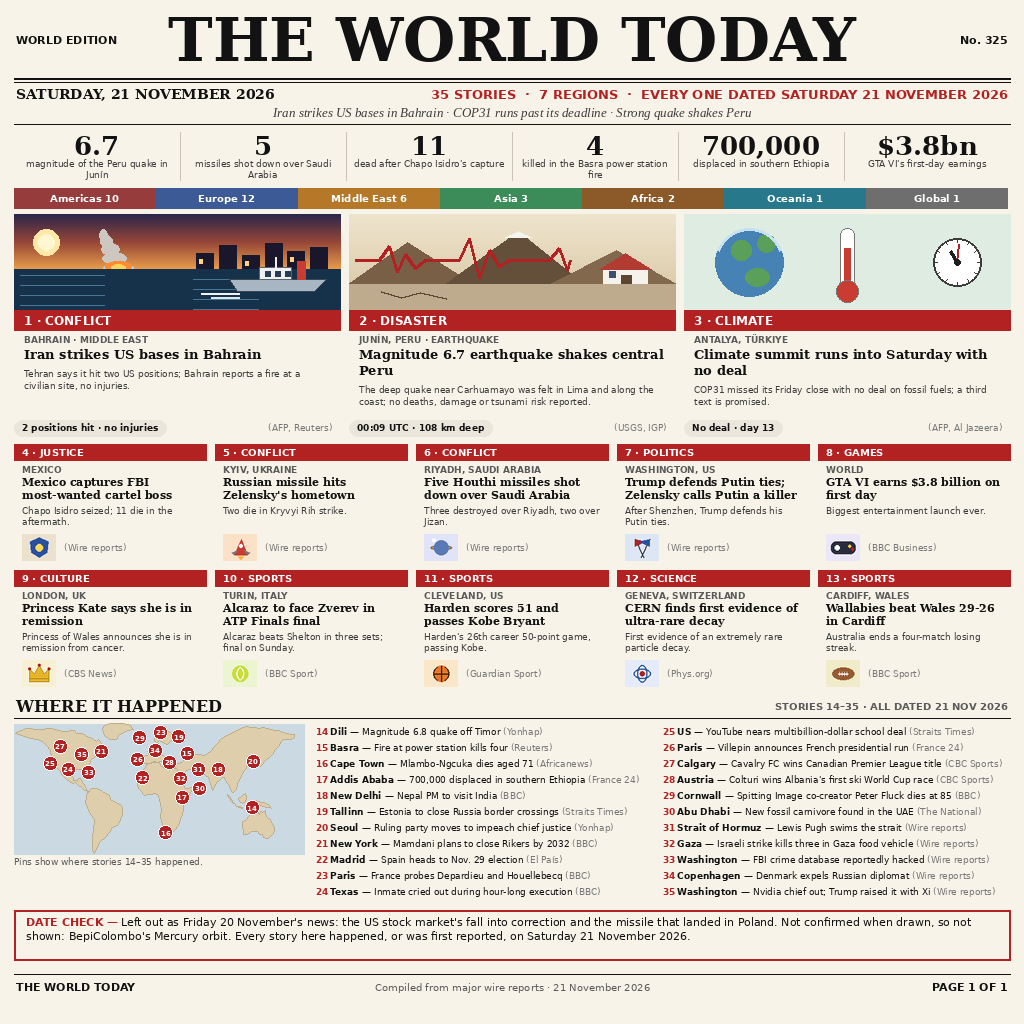 WORLD EDITION
THE WORLD TODAY
No. 325
SATURDAY, 21 NOVEMBER 2026
35 STORIES · 7 REGIONS · EVERY ONE DATED SATURDAY 21 NOVEMBER 2026
Iran strikes US bases in Bahrain · COP31 runs past its deadline · Strong quake shakes Peru
6.7
magnitude of the Peru quake in
Junín
5
missiles shot down over Saudi
Arabia
11
dead after Chapo Isidro's capture
4
killed in the Basra power station
fire
700,000
displaced in southern Ethiopia
$3.8bn
GTA VI's first-day earnings
Americas 10
Europe 12
Middle East 6
Asia 3
Africa 2
Oceania 1
Global 1
1 · CONFLICT
BAHRAIN · MIDDLE EAST
Iran strikes US bases in Bahrain
Tehran says it hit two US positions; Bahrain reports a fire at a
civilian site, no injuries.
2 positions hit · no injuries
(AFP, Reuters)
2 · DISASTER
JUNÍN, PERU · EARTHQUAKE
Magnitude 6.7 earthquake shakes central
Peru
The deep quake near Carhuamayo was felt in Lima and along the
coast; no deaths, damage or tsunami risk reported.
00:09 UTC · 108 km deep
(USGS, IGP)
3 · CLIMATE
ANTALYA, TÜRKIYE
Climate summit runs into Saturday with
no deal
COP31 missed its Friday close with no deal on fossil fuels; a third
text is promised.
No deal · day 13
(AFP, Al Jazeera)
4 · JUSTICE
MEXICO
Mexico captures FBI
most-wanted cartel boss
Chapo Isidro seized; 11 die in the
aftermath.
(Wire reports)
5 · CONFLICT
KYIV, UKRAINE
Russian missile hits
Zelensky's hometown
Two die in Kryvyi Rih strike.
(Wire reports)
6 · CONFLICT
RIYADH, SAUDI ARABIA
Five Houthi missiles shot
down over Saudi Arabia
Three destroyed over Riyadh, two over
Jizan.
(Wire reports)
7 · POLITICS
WASHINGTON, US
Trump defends Putin ties;
Zelensky calls Putin a killer
After Shenzhen, Trump defends his
Putin ties.
(Wire reports)
8 · GAMES
WORLD
GTA VI earns $3.8 billion on
first day
Biggest entertainment launch ever.
(BBC Business)
9 · CULTURE
LONDON, UK
Princess Kate says she is in
remission
Princess of Wales announces she is in
remission from cancer.
(CBS News)
10 · SPORTS
TURIN, ITALY
Alcaraz to face Zverev in
ATP Finals final
Alcaraz beats Shelton in three sets;
final on Sunday.
(BBC Sport)
11 · SPORTS
CLEVELAND, US
Harden scores 51 and
passes Kobe Bryant
Harden's 26th career 50-point game,
passing Kobe.
(Guardian Sport)
12 · SCIENCE
GENEVA, SWITZERLAND
CERN finds first evidence of
ultra-rare decay
First evidence of an extremely rare
particle decay.
(Phys.org)
13 · SPORTS
CARDIFF, WALES
Wallabies beat Wales 29-26
in Cardiff
Australia ends a four-match losing
streak.
(BBC Sport)
WHERE IT HAPPENED
STORIES 14–35 · ALL DATED 21 NOV 2026
23
29
19
27
35
21
34
15
25
24
33
26
28
31
18
20
22
32
30
17
14
16
Pins show where stories 14–35 happened.
14 Dili — Magnitude 6.8 quake off Timor (Yonhap)
15 Basra — Fire at power station kills four (Reuters)
16 Cape Town — Mlambo-Ngcuka dies aged 71 (Africanews)
17 Addis Ababa — 700,000 displaced in southern Ethiopia (France 24)
18 New Delhi — Nepal PM to visit India (BBC)
19 Tallinn — Estonia to close Russia border crossings (Straits Times)
20 Seoul — Ruling party moves to impeach chief justice (Yonhap)
21 New York — Mamdani plans to close Rikers by 2032 (BBC)
22 Madrid — Spain heads to Nov. 29 election (El País)
23 Paris — France probes Depardieu and Houellebecq (BBC)
24 Texas — Inmate cried out during hour-long execution (BBC)
25 US — YouTube nears multibillion-dollar school deal (Straits Times)
26 Paris — Villepin announces French presidential run (France 24)
27 Calgary — Cavalry FC wins Canadian Premier League title (CBC Sports)
28 Austria — Colturi wins Albania's first ski World Cup race (CBC Sports)
29 Cornwall — Spitting Image co-creator Peter Fluck dies at 85 (BBC)
30 Abu Dhabi — New fossil carnivore found in the UAE (The National)
31 Strait of Hormuz — Lewis Pugh swims the strait (Wire reports)
32 Gaza — Israeli strike kills three in Gaza food vehicle (Wire reports)
33 Washington — FBI crime database reportedly hacked (Wire reports)
34 Copenhagen — Denmark expels Russian diplomat (Wire reports)
35 Washington — Nvidia chief out; Trump raised it with Xi (Wire reports)
DATE CHECK — Left out as Friday 20 November's news: the US stock market's fall into correction and the missile that landed in Poland. Not confirmed when drawn, so not
shown: BepiColombo's Mercury orbit. Every story here happened, or was first reported, on Saturday 21 November 2026.
THE WORLD TODAY
Compiled from major wire reports · 21 November 2026
PAGE 1 OF 1